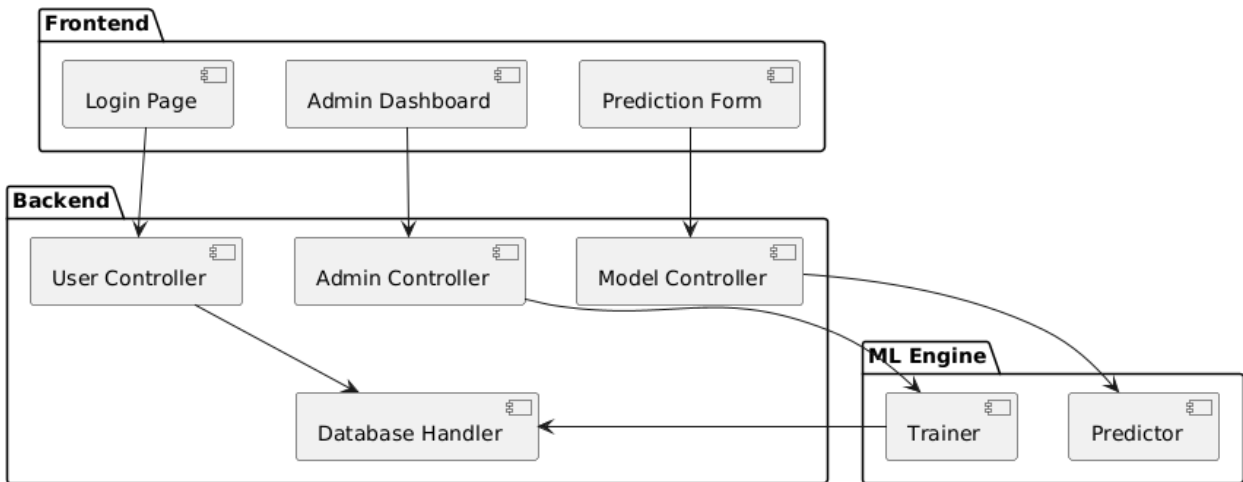 Frontend
Login Page
Admin Dashboard
Prediction Form
Backend
User Controller
Admin Controller
Model Controller
ML Engine
Database Handler
Trainer
Predictor